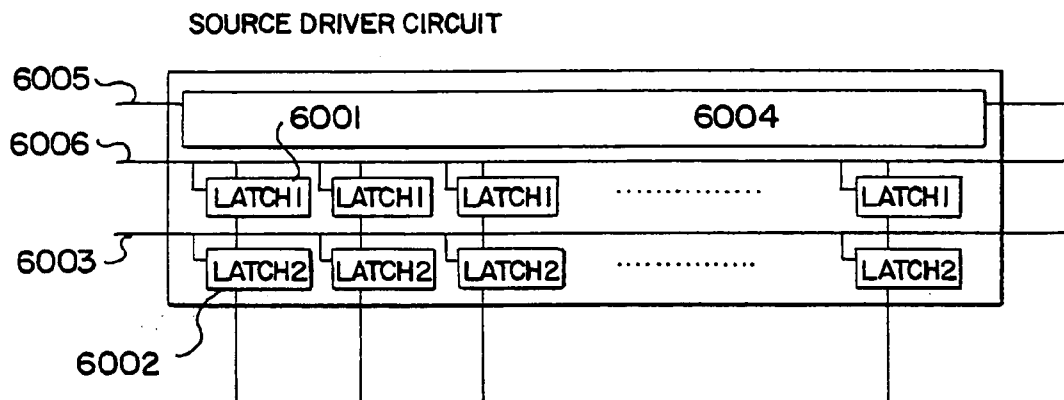 SOURCE DRIVER CIRCUIT
6005
6001 6004
6006
LATCH1 LATCH1 LATCH1 LATCH1
6003
LATCH2 LATCH2 LATCH2 LATCH2
6002